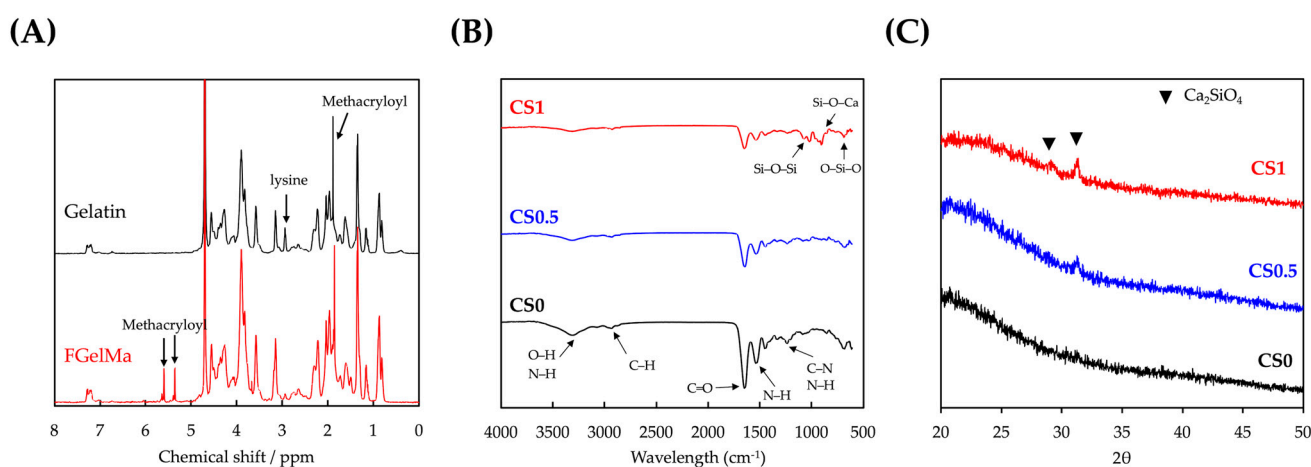 (A)
Methacryloyl
lysine
Gelatin
Methacryloyl
FGelMa
8 7 6 5 4 3 2 1 0
Chemical shift / ppm
(B)
CS1
Si–O–Ca
Si–O–Si
O–Si–O
CS0.5
CS0
O–H
N–H
C–H
C=O
N–H
C–N
N–H
4000 3500 3000 2500 2000 1500 1000 500
Wavelength (cm⁻¹)
(C)
▼ Ca₂SiO₄
CS1
CS0.5
CS0
20 25 30 35 40 45 50
2θ